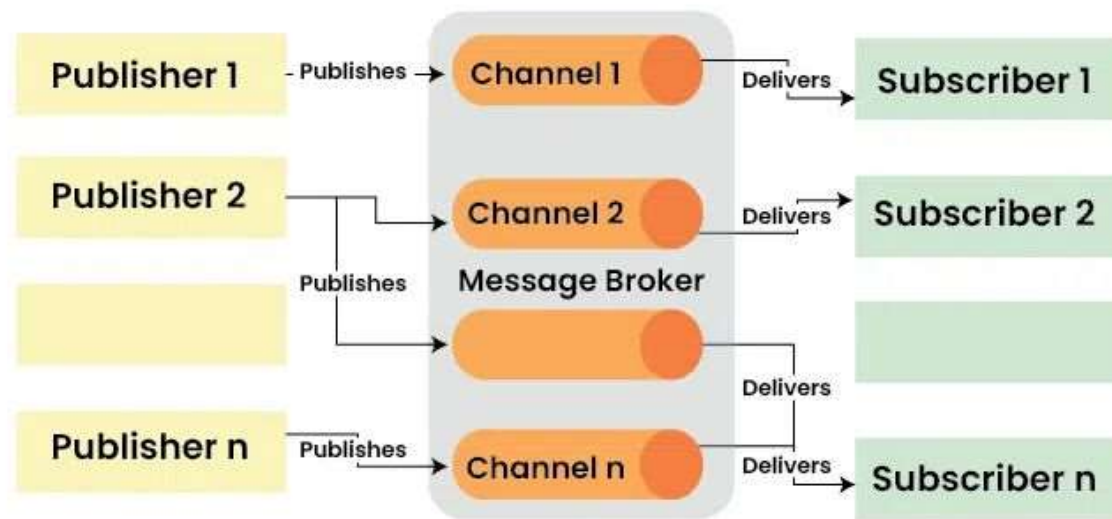 Publisher 1
Publishes
Channel 1
Delivers
Subscriber 1
Publisher 2
Channel 2
Delivers
Subscriber 2
Publishes
Message Broker
Delivers
Publisher n
Publishes
Channel n
Delivers
Subscriber n